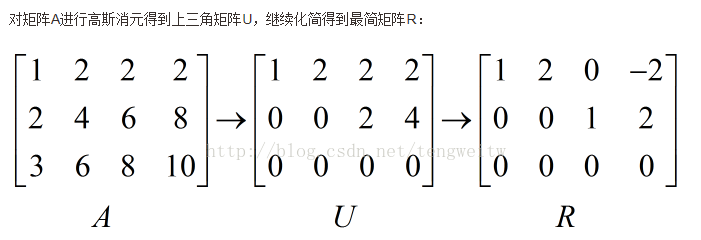 对矩阵A进行高斯消元得到上三角矩阵U，继续化简得到最简矩阵R：
1 2 2 2 1 2 2 2 1 2 0 −2
2 4 6 8 → 0 0 2 4 → 0 0 1 2
http://blog.csdn.net/tengweitw
3 6 8 10 0 0 0 0 0 0 0 0
A U R